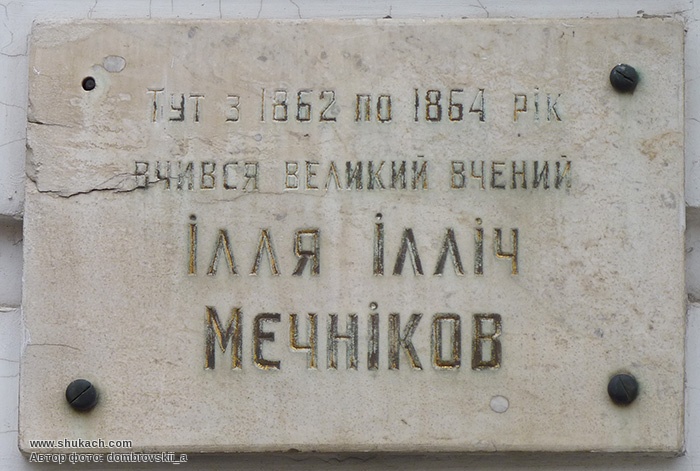 Тут з 1862 по 1864 рік
вчився великий вчений
Ілля Ілліч
Мечніков
www.shukach.com
Автор фото: dombrovskii_a